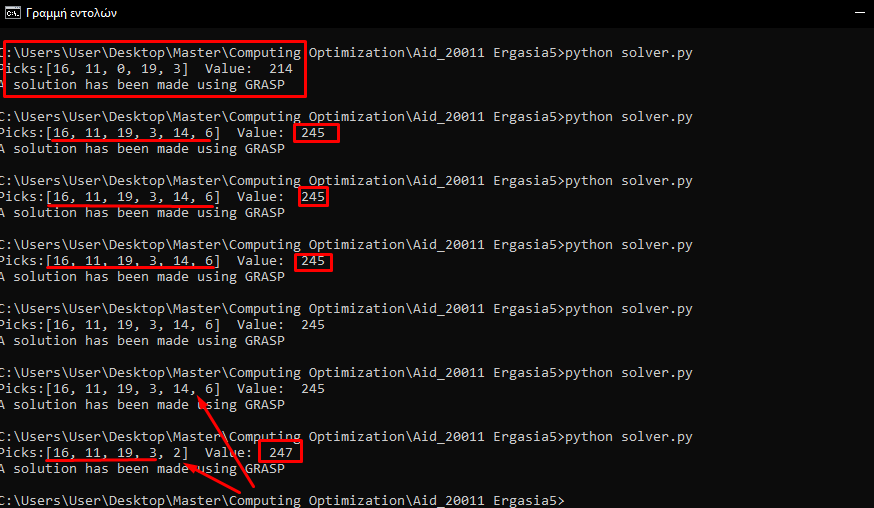 Γραμμή εντολών
C:\Users\User\Desktop\Master\Computing Optimization\Aid_20011 Ergasia5>python solver.py
Picks:[16, 11, 0, 19, 3]  Value:  214
A solution has been made using GRASP
C:\Users\User\Desktop\Master\Computing Optimization\Aid_20011 Ergasia5>python solver.py
Picks:[16, 11, 19, 3, 14, 6]  Value:  245
A solution has been made using GRASP
C:\Users\User\Desktop\Master\Computing Optimization\Aid_20011 Ergasia5>python solver.py
Picks:[16, 11, 19, 3, 14, 6]  Value:  245
A solution has been made using GRASP
C:\Users\User\Desktop\Master\Computing Optimization\Aid_20011 Ergasia5>python solver.py
Picks:[16, 11, 19, 3, 14, 6]  Value:  245
A solution has been made using GRASP
C:\Users\User\Desktop\Master\Computing Optimization\Aid_20011 Ergasia5>python solver.py
Picks:[16, 11, 19, 3, 14, 6]  Value:  245
A solution has been made using GRASP
C:\Users\User\Desktop\Master\Computing Optimization\Aid_20011 Ergasia5>python solver.py
Picks:[16, 11, 19, 3, 14, 6]  Value:  245
A solution has been made using GRASP
C:\Users\User\Desktop\Master\Computing Optimization\Aid_20011 Ergasia5>python solver.py
Picks:[16, 11, 19, 3, 2]  Value:  247
A solution has been made using GRASP
C:\Users\User\Desktop\Master\Computing Optimization\Aid_20011 Ergasia5>